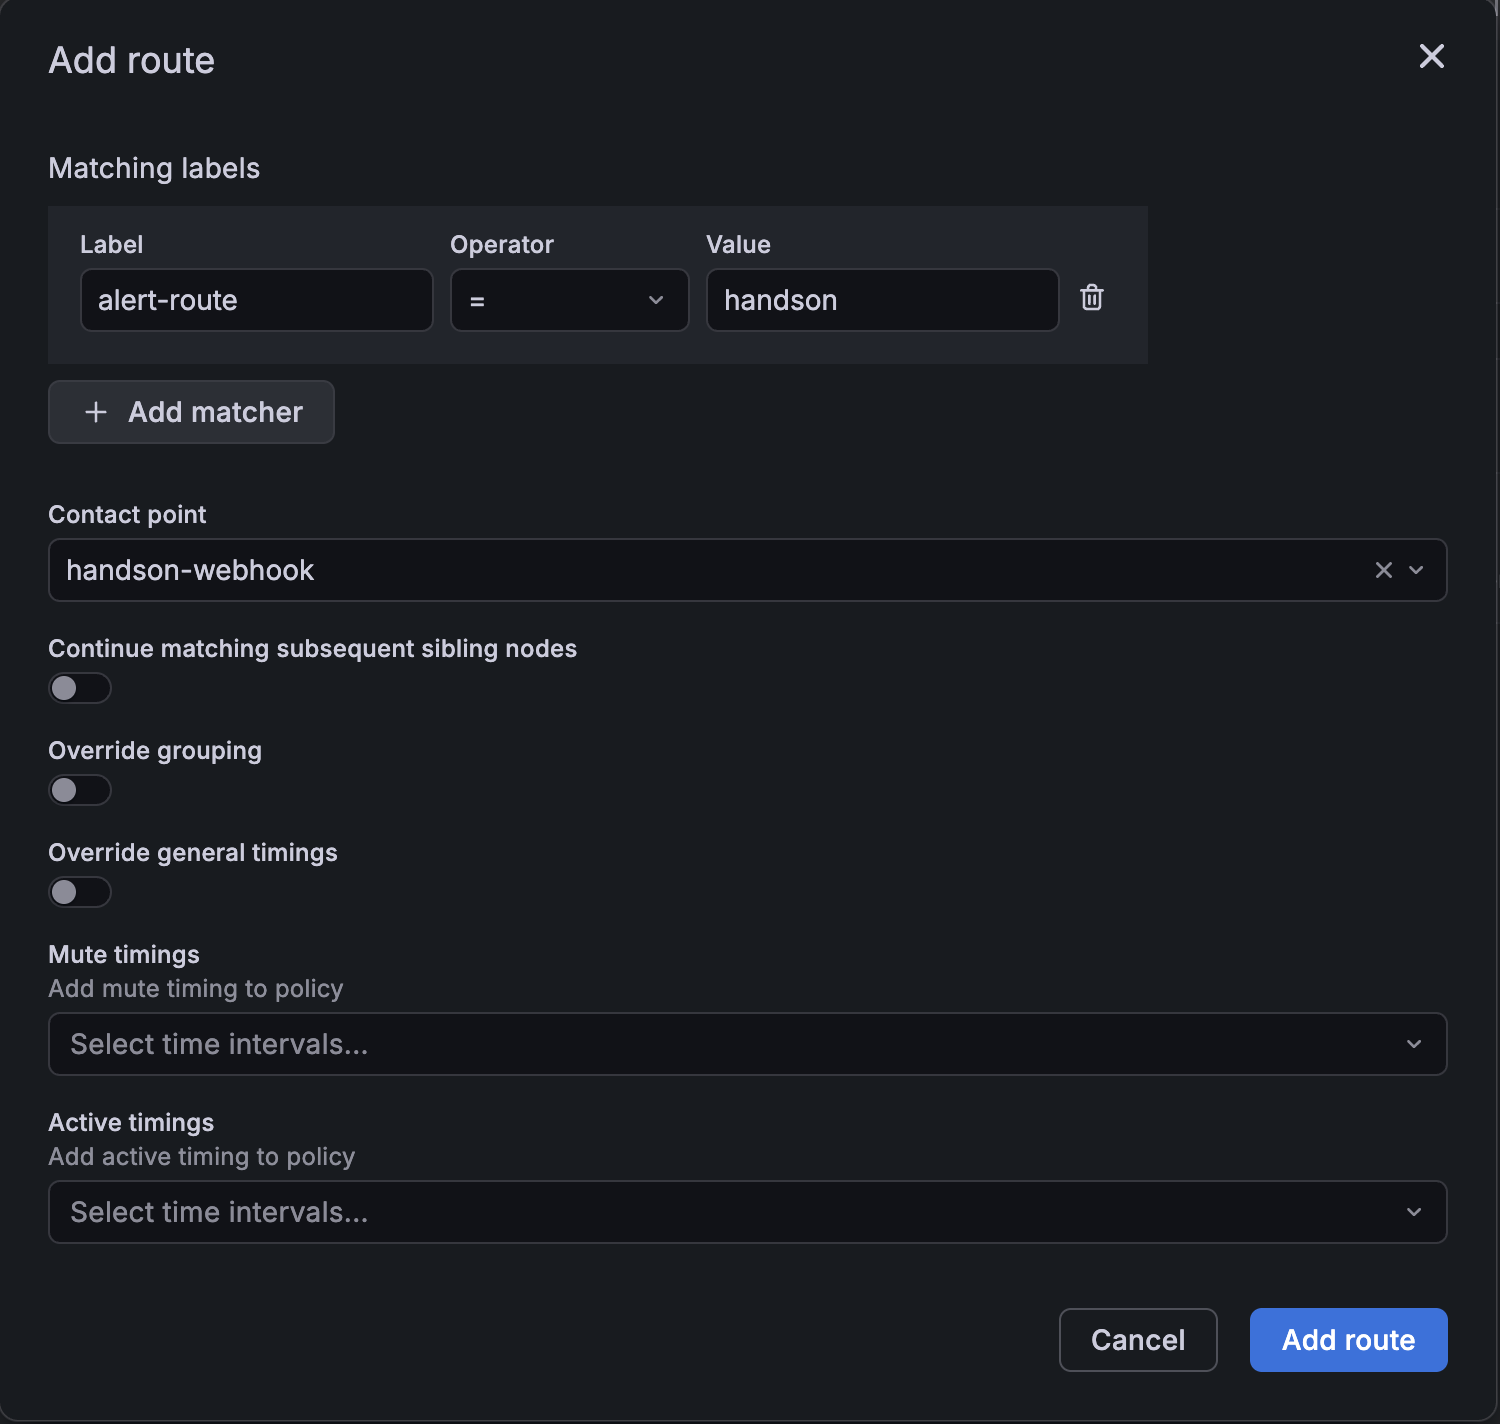 Add route
Matching labels
Label Operator Value
alert-route = handson
Add matcher
Contact point
handson-webhook
Continue matching subsequent sibling nodes
Override grouping
Override general timings
Mute timings
Add mute timing to policy
Select time intervals...
Active timings
Add active timing to policy
Select time intervals...
Cancel Add route